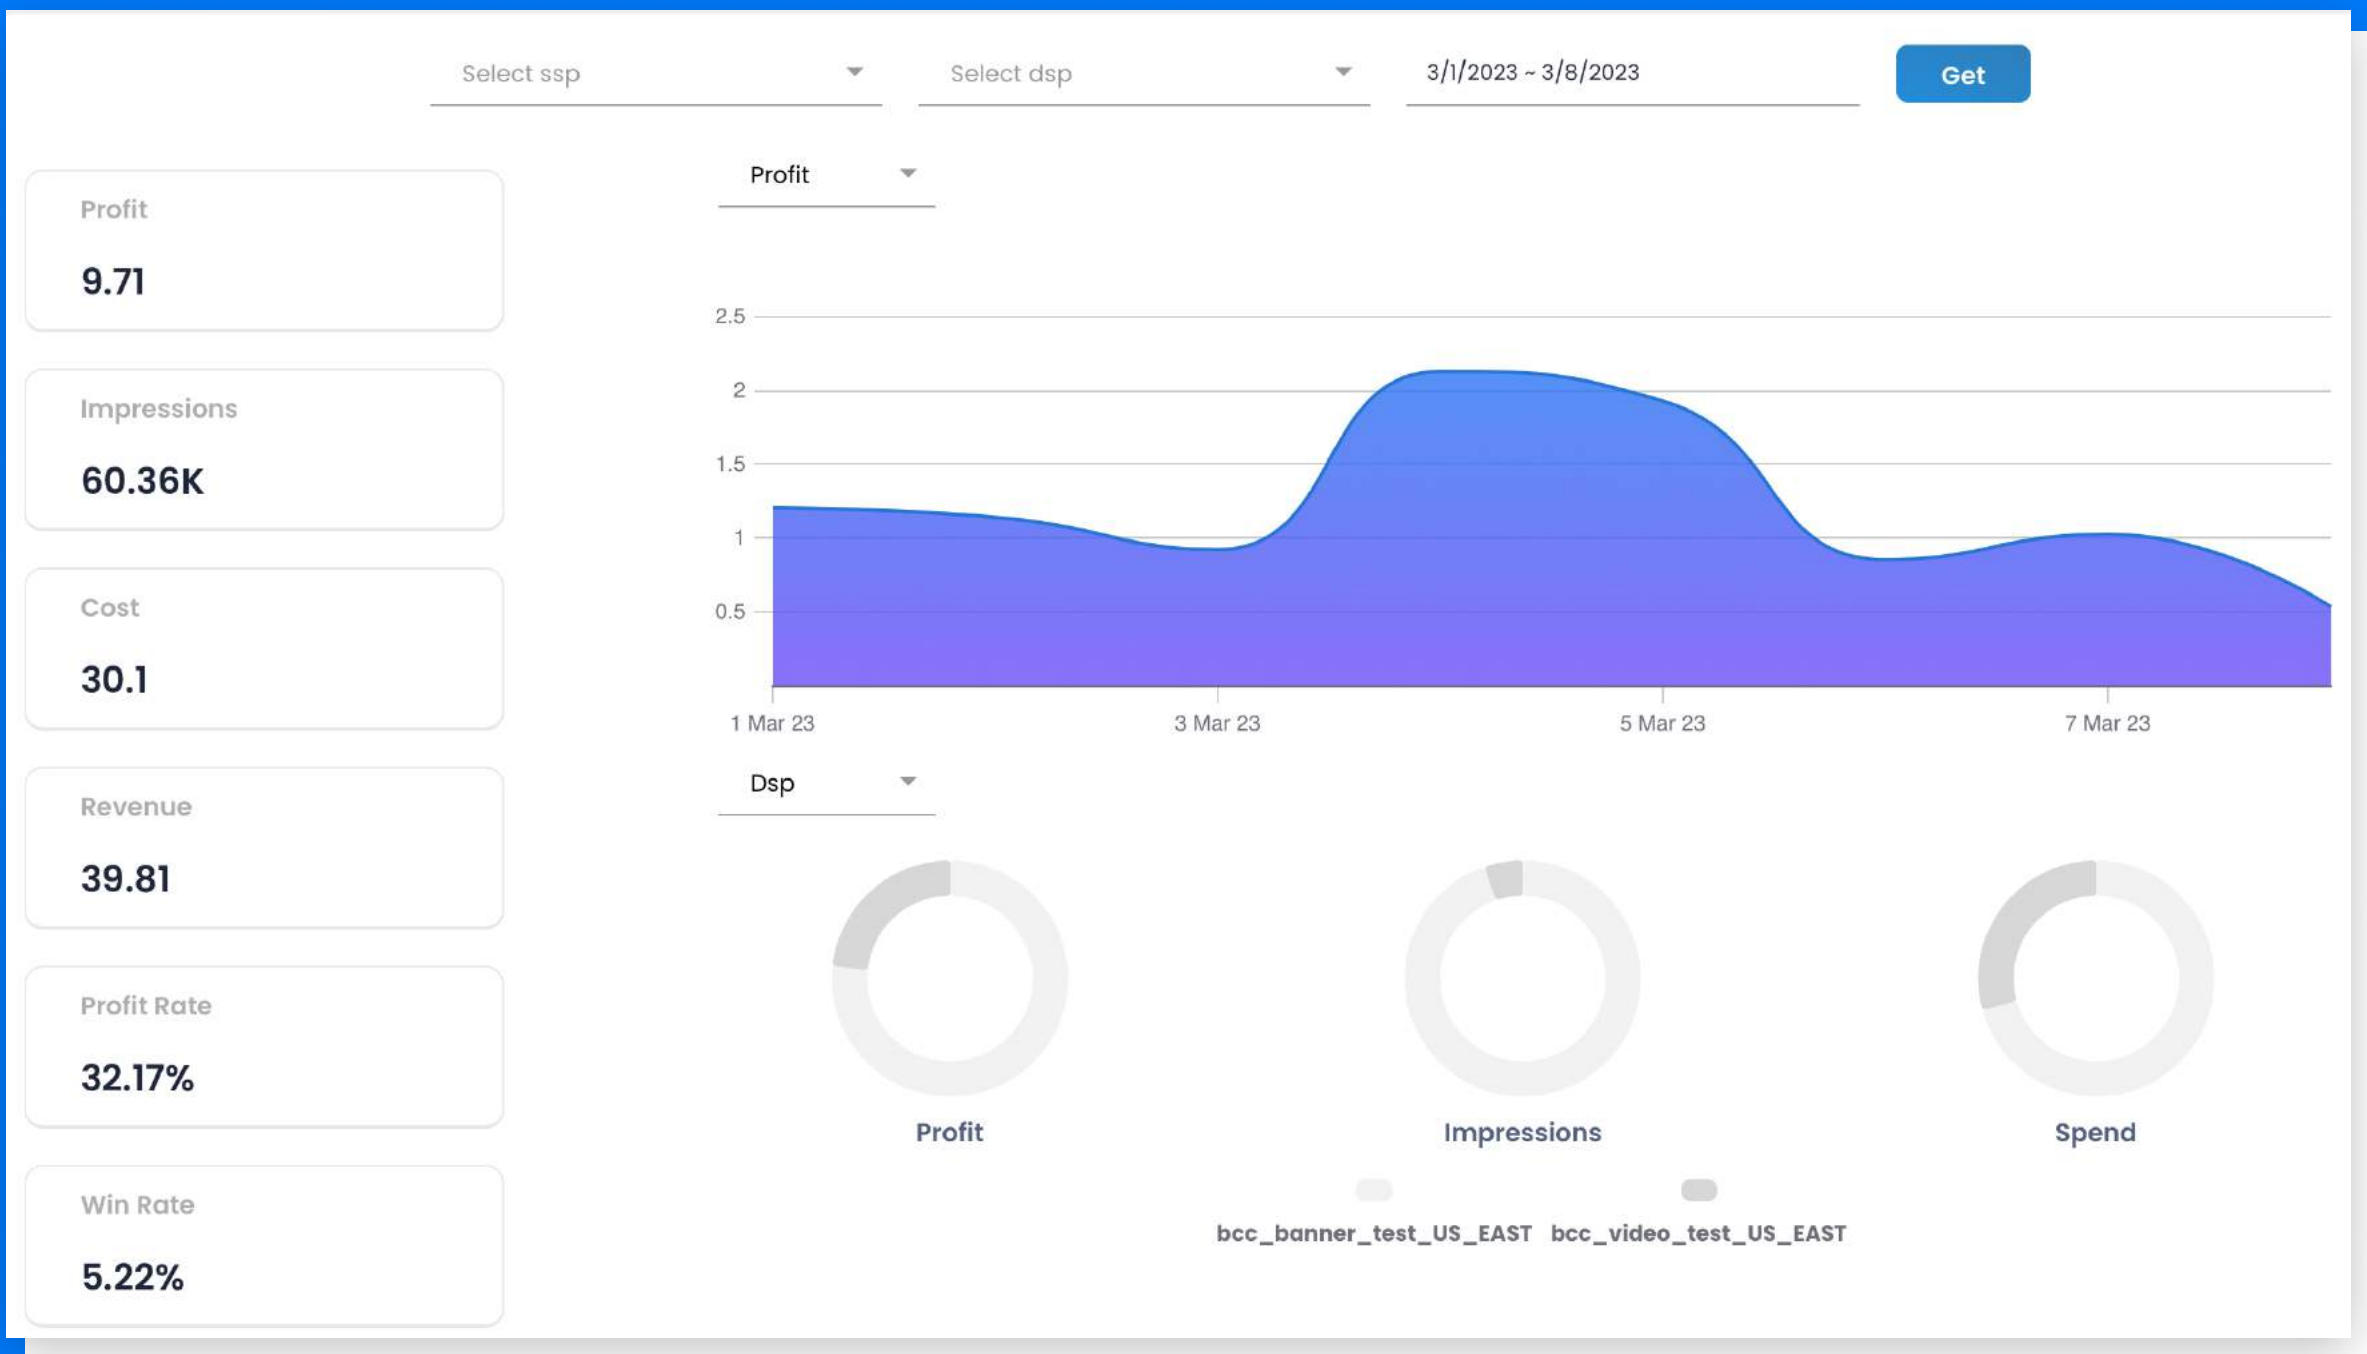 Select ssp
Select dsp
3/1/2023 ~ 3/8/2023
Get
Profit
9.71
Impressions
60.36K
Cost
30.1
Revenue
39.81
Profit Rate
32.17%
Win Rate
5.22%
Profit
2.5
2
1.5
1
0.5
1 Mar 23
3 Mar 23
5 Mar 23
7 Mar 23
Dsp
Profit
Impressions
Spend
bcc_banner_test_US_EAST
bcc_video_test_US_EAST